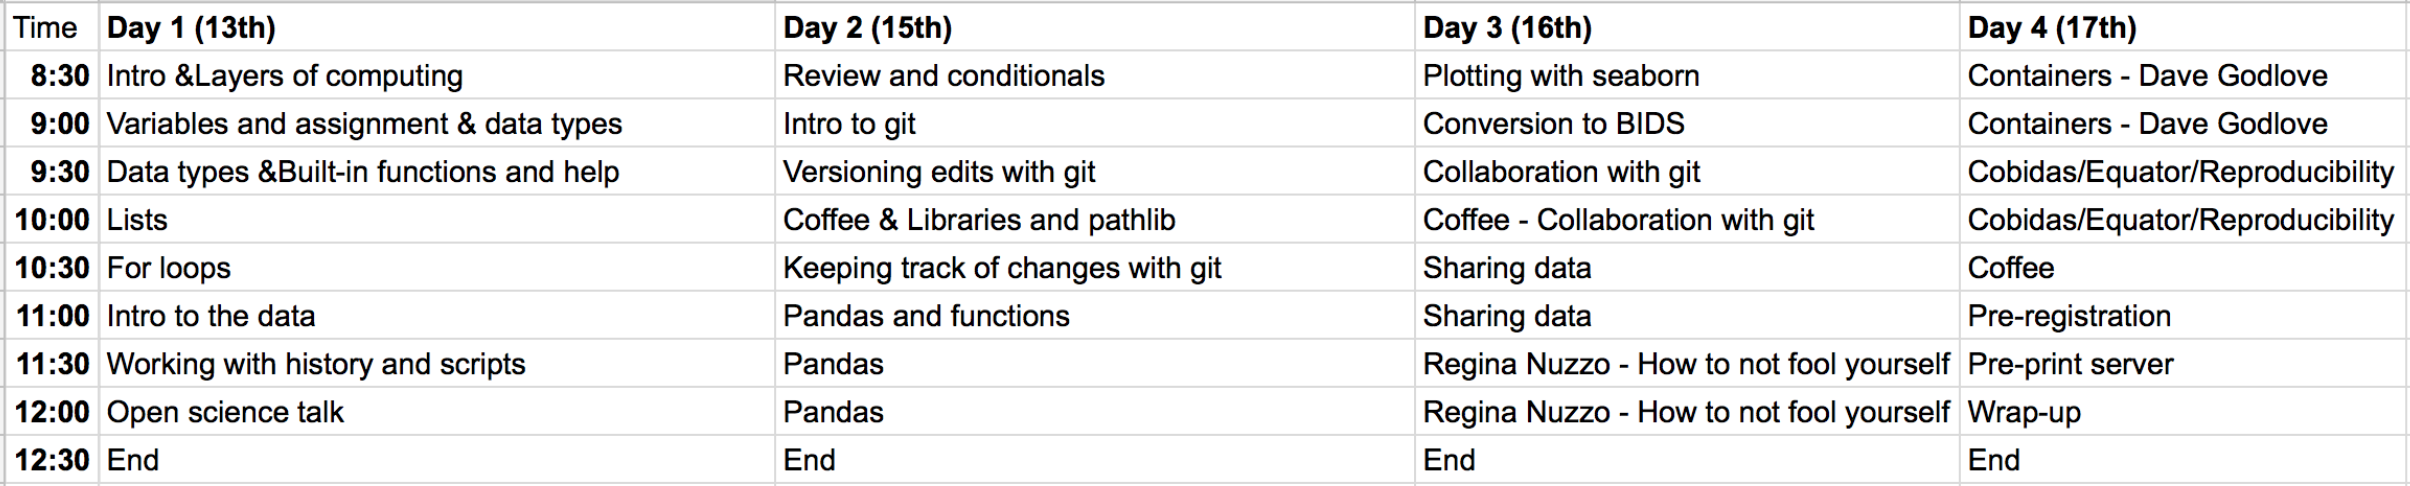 Time Day 1 (13th) Day 2 (15th) Day 3 (16th) Day 4 (17th)
8:30 Intro &Layers of computing Review and conditionals Plotting with seaborn Containers - Dave Godlove
9:00 Variables and assignment & data types Intro to git Conversion to BIDS Containers - Dave Godlove
9:30 Data types &Built-in functions and help Versioning edits with git Collaboration with git Cobidas/Equator/Reproducibility
10:00 Lists Coffee & Libraries and pathlib Coffee - Collaboration with git Cobidas/Equator/Reproducibility
10:30 For loops Keeping track of changes with git Sharing data Coffee
11:00 Intro to the data Pandas and functions Sharing data Pre-registration
11:30 Working with history and scripts Pandas Regina Nuzzo - How to not fool yourself Pre-print server
12:00 Open science talk Pandas Regina Nuzzo - How to not fool yourself Wrap-up
12:30 End End End End